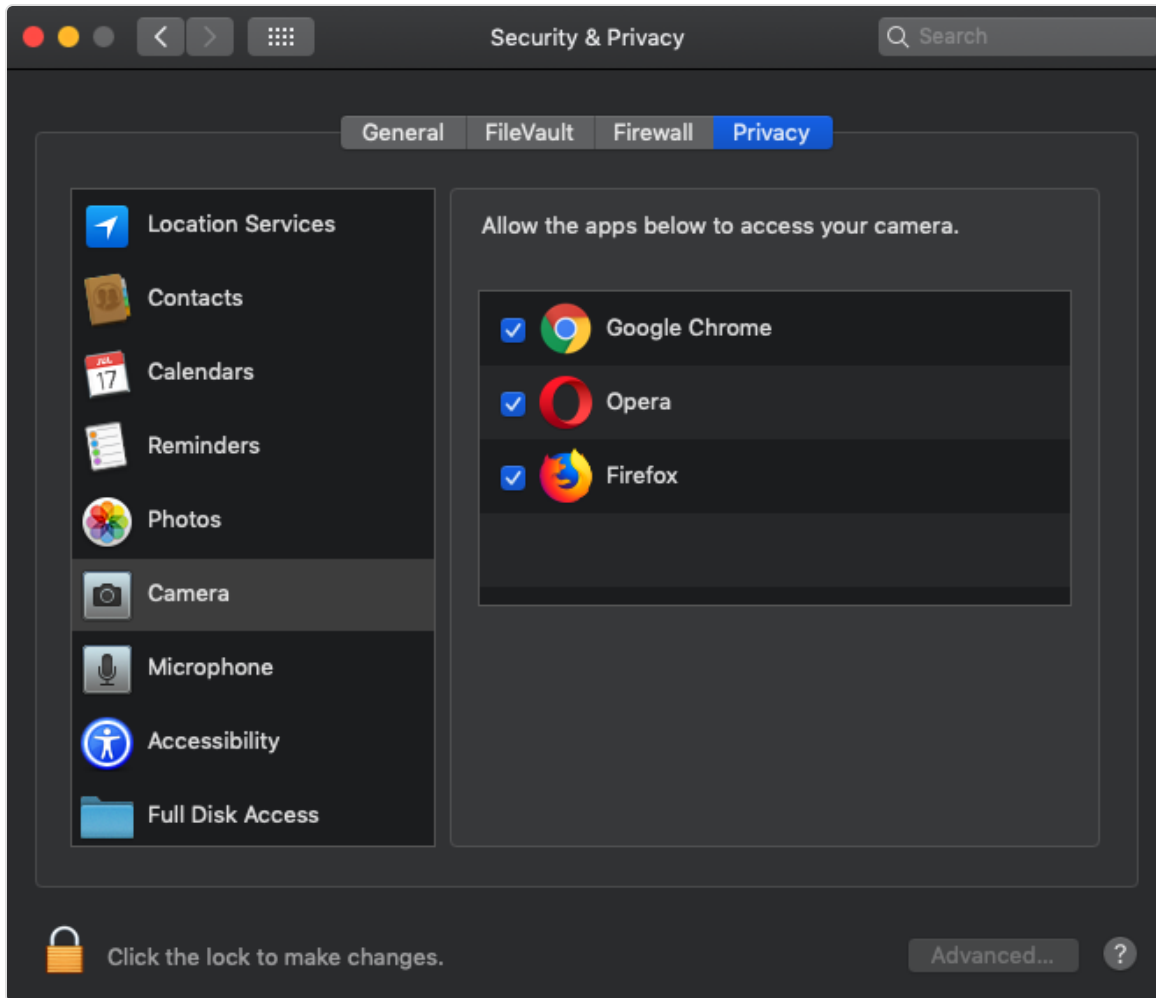 Security & Privacy
Search
General
FileVault
Firewall
Privacy
Location Services
Contacts
JUL
17
Calendars
Reminders
Photos
Camera
Microphone
Accessibility
Full Disk Access
Allow the apps below to access your camera.
Google Chrome
Opera
Firefox
Click the lock to make changes.
Advanced...
?